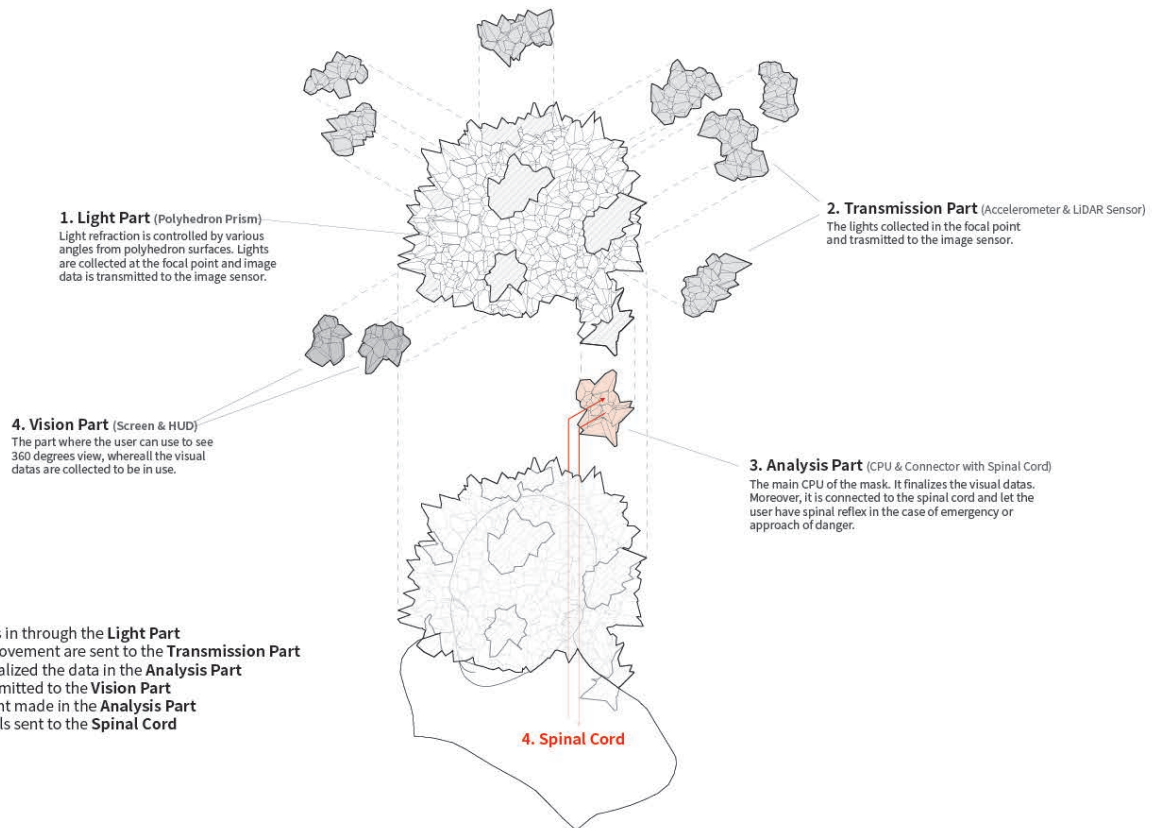 1. Light Part (Polyhedron Prism)
Light refraction is controlled by various
angles from polyhedron surfaces. Lights
are collected at the focal point and image
data is transmitted to the image sensor.
2. Transmission Part (Accelerometer & LiDAR Sensor)
The lights collected in the focal point
and trasmitted to the image sensor.
4. Vision Part (Screen & HUD)
The part where the user can use to see
360 degrees view, whereall the visual
datas are collected to be in use.
3. Analysis Part (CPU & Connector with Spinal Cord)
The main CPU of the mask. It finalizes the visual datas.
Moreover, it is connected to the spinal cord and let the
user have spinal reflex in the case of emergency or
approach of danger.
in through the Light Part
ovement are sent to the Transmission Part
alized the data in the Analysis Part
mitted to the Vision Part
nt made in the Analysis Part
ls sent to the Spinal Cord
4. Spinal Cord